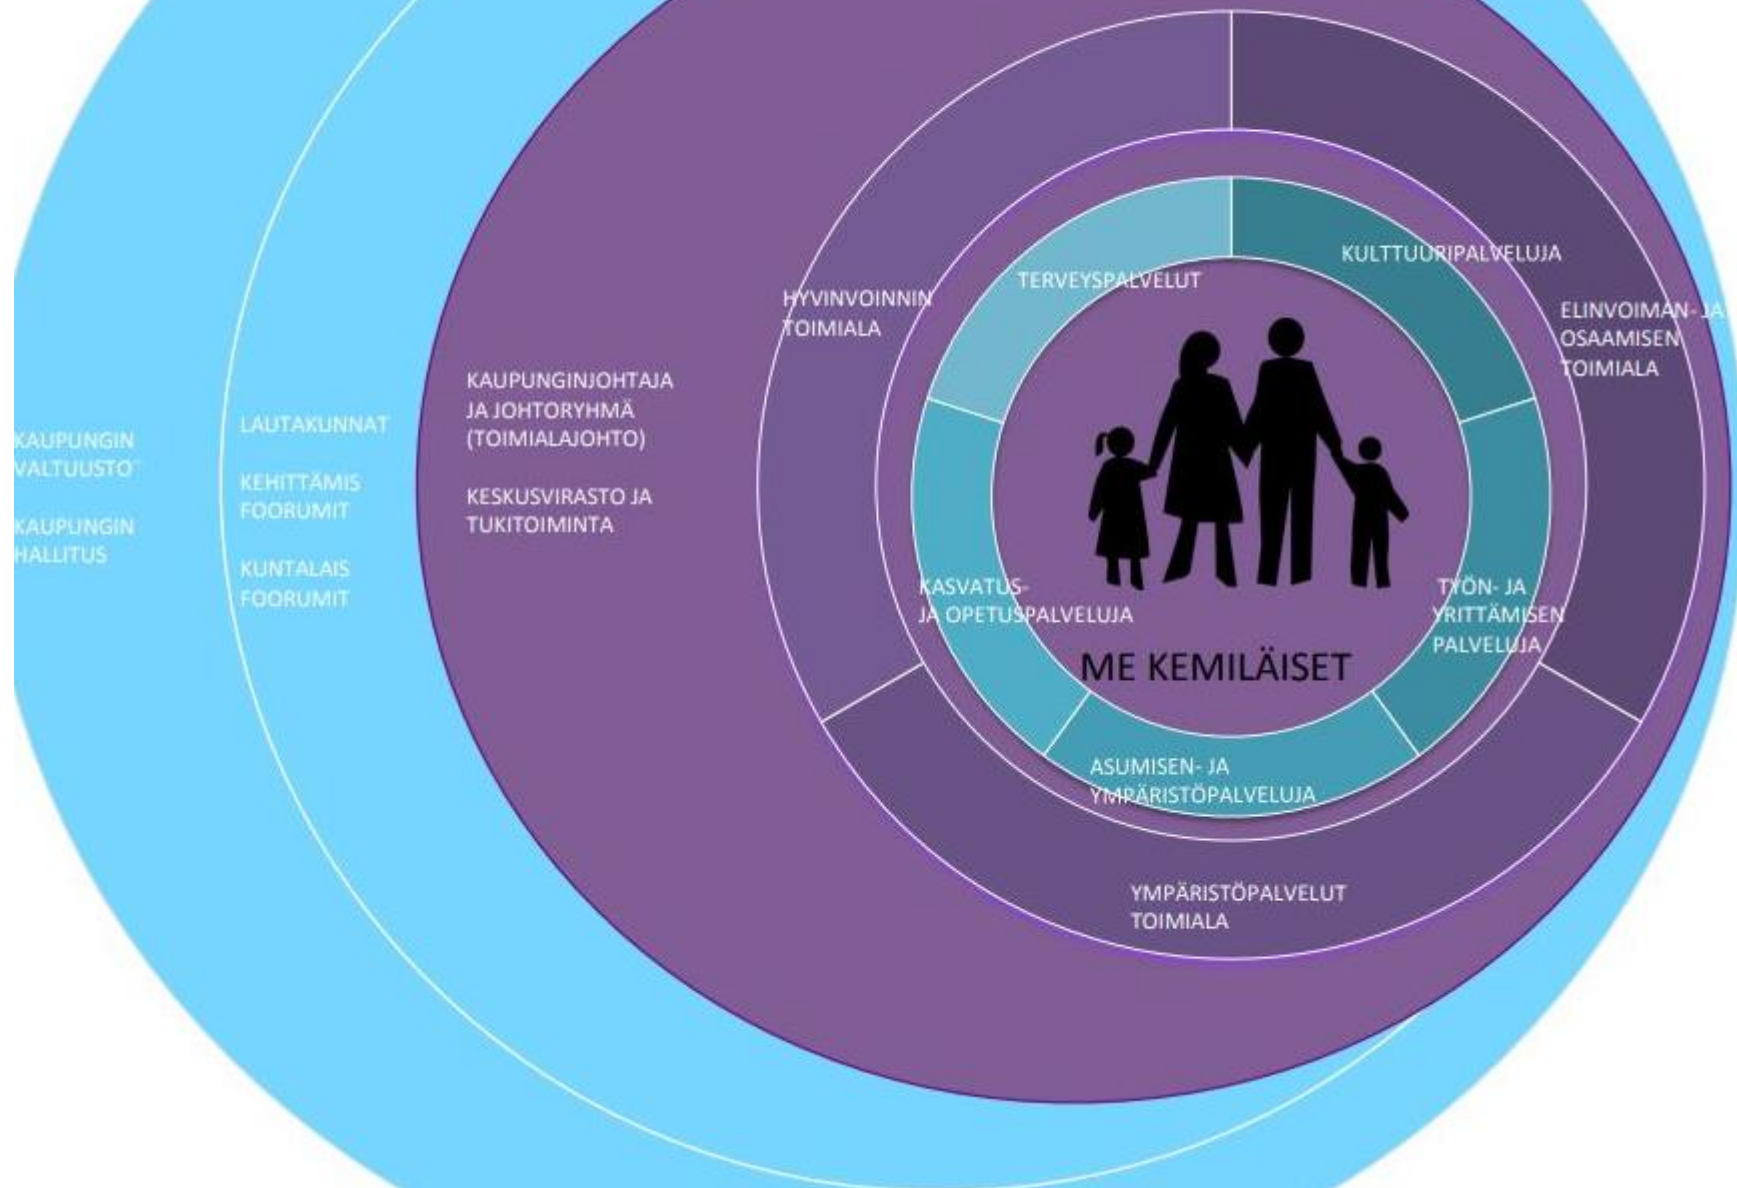 KAUPUNGIN
VALTUUSTO
KAUPUNGIN
HALLITUS
LAUTAKUNNAT
KEHITTÄMIS
FOORUMIT
KUNTALAIS
FOORUMIT
KAUPUNGINJOHTAJA
JA JOHTORYHMÄ
(TOIMIALAJOHTO)
KESKUSVIRASTO JA
TUKITOIMINTA
HYVINVOINNIN
TOIMIALA
TERVEYSPALVELUT
KULTTUURIPALVELUJA
ELINVOIMAN- JA
OSAAMISEN
TOIMIALA
KASVATUS-
JA OPETUSPALVELUJA
TYÖN- JA
YRITTÄMISEN
PALVELUJA
ME KEMILÄISET
ASUMISEN- JA
YMPÄRISTÖPALVELUJA
YMPÄRISTÖPALVELUT
TOIMIALA